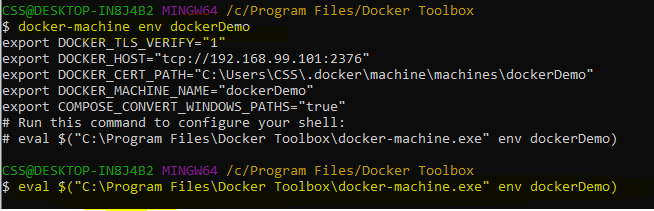 CSS@DESKTOP-IN8J4B2 MINGW64 /c/Program Files/Docker Toolbox
$ docker-machine env dockerDemo
export DOCKER_TLS_VERIFY="1"
export DOCKER_HOST="tcp://192.168.99.101:2376"
export DOCKER_CERT_PATH="C:\Users\CSS\.docker\machine\machines\dockerDemo"
export DOCKER_MACHINE_NAME="dockerDemo"
export COMPOSE_CONVERT_WINDOWS_PATHS="true"
# Run this command to configure your shell:
# eval $("C:\Program Files\Docker Toolbox\docker-machine.exe" env dockerDemo)
CSS@DESKTOP-IN8J4B2 MINGW64 /c/Program Files/Docker Toolbox
$ eval $("C:\Program Files\Docker Toolbox\docker-machine.exe" env dockerDemo)